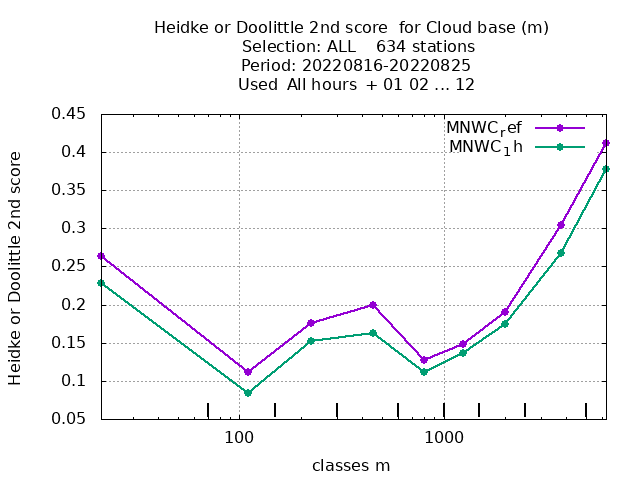 Heidke or Doolittle 2nd score  for Cloud base (m)
Selection: ALL    634 stations
Period: 20220816-20220825
Used  All hours  + 01 02 ... 12
MNWC_ref
MNWC_1h
0.45
0.4
0.35
0.3
0.25
0.2
0.15
0.1
0.05
Heidke or Doolittle 2nd score
100 1000
classes m